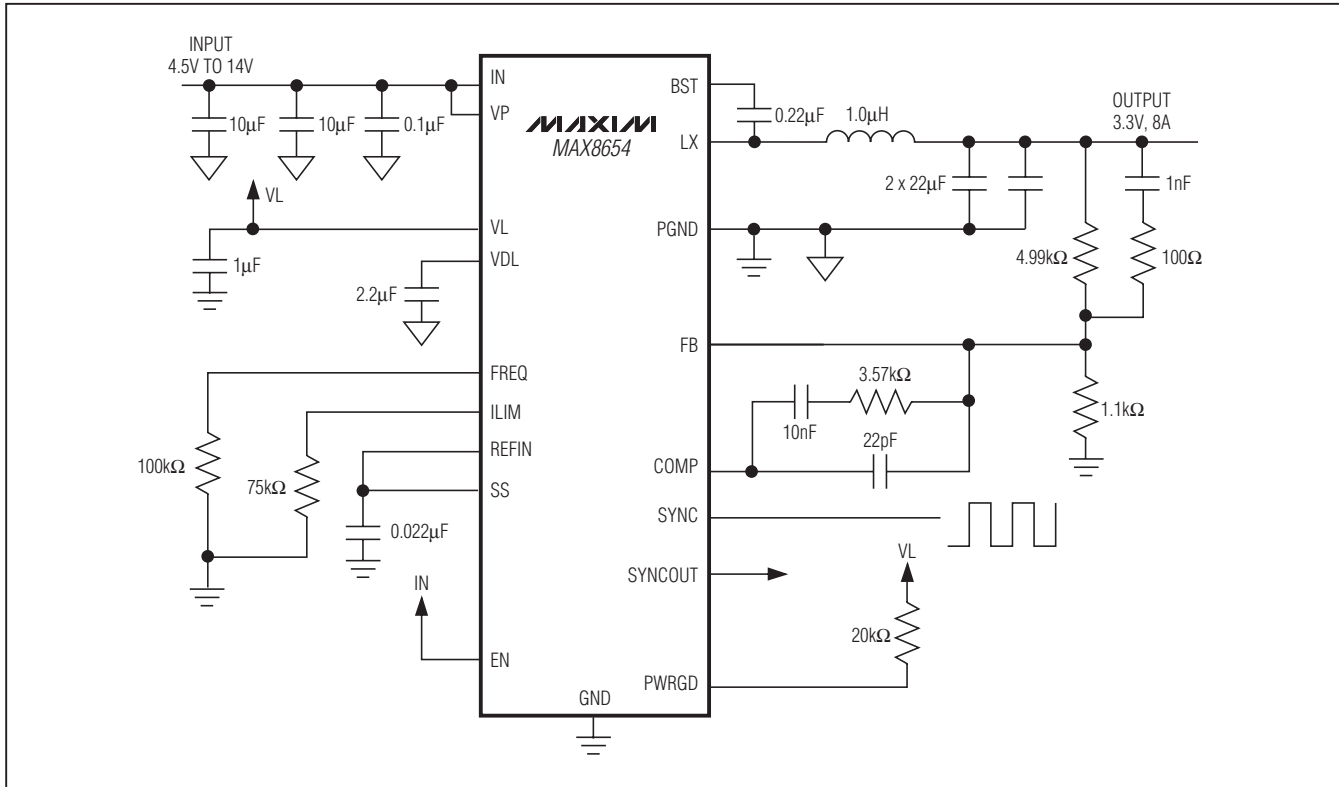 INPUT
4.5V TO 14V
10µF
10µF
0.1µF
VL
1µF
2.2µF
100kΩ
75kΩ
0.022µF
IN
IN
VP
VL
VDL
FREQ
ILIM
REFIN
SS
EN
GND
MAXIM
MAX8654
BST
LX
PGND
FB
COMP
SYNC
SYNCOUT
PWRGD
0.22µF
1.0µH
OUTPUT
3.3V, 8A
2 x 22µF
1nF
4.99kΩ
100Ω
3.57kΩ
10nF
22pF
1.1kΩ
VL
20kΩ